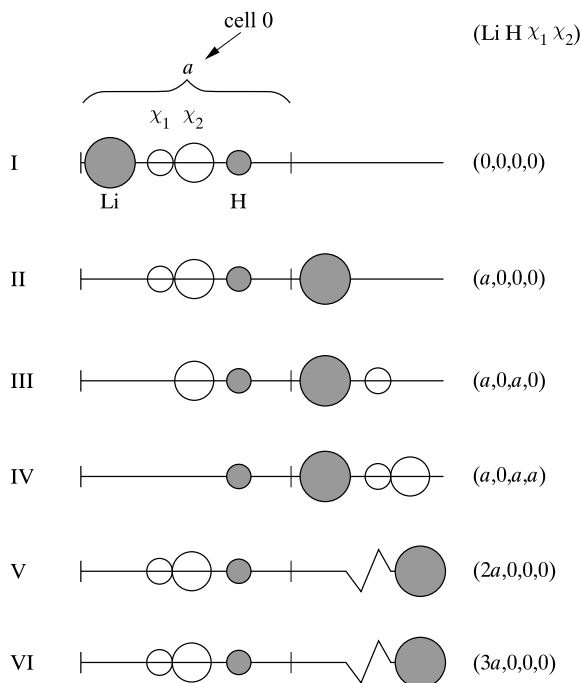 cell 0
(Li H χ₁ χ₂)
a
χ₁ χ₂
I (0,0,0,0)
Li H
II (a,0,0,0)
III (a,0,a,0)
IV (a,0,a,a)
V (2a,0,0,0)
VI (3a,0,0,0)